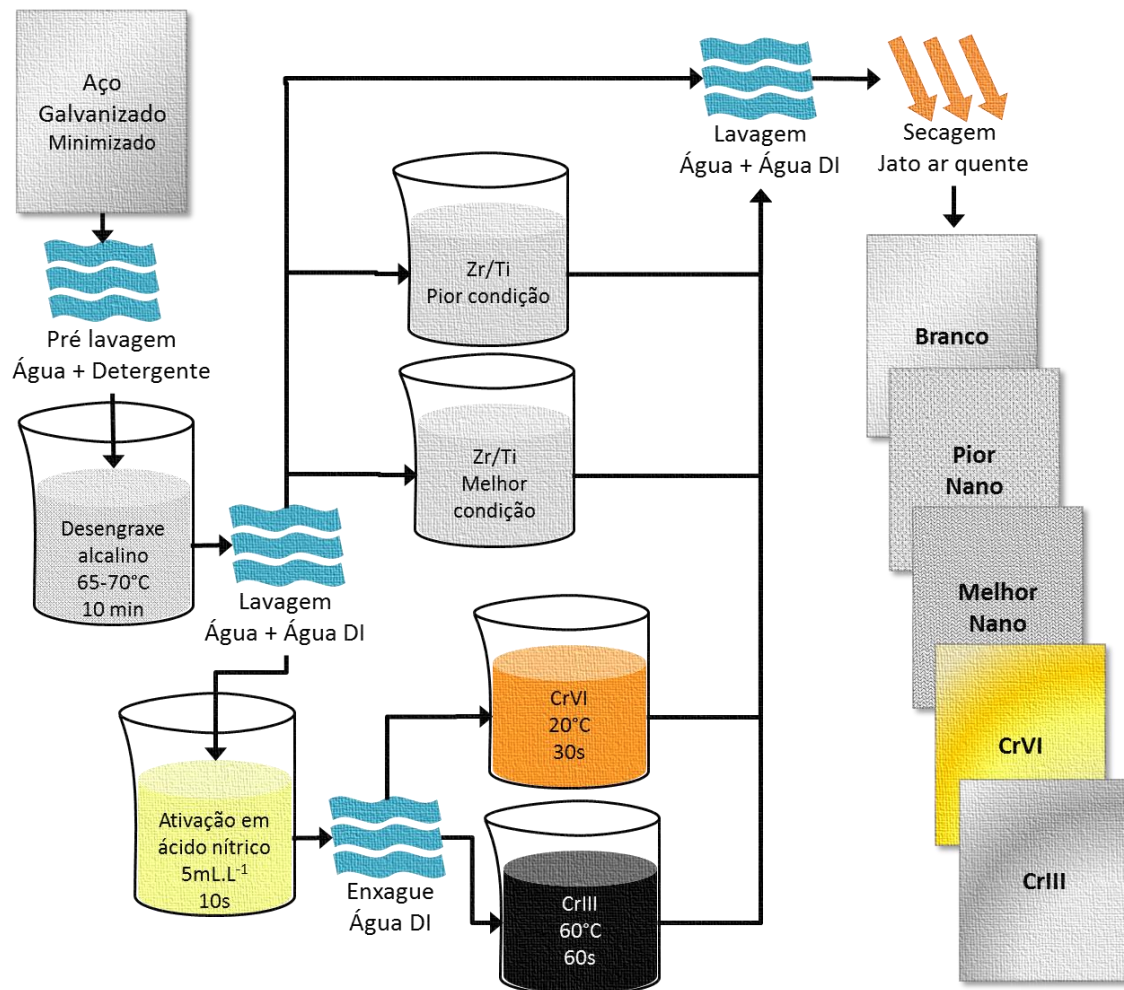 Aço
Galvanizado
Minimizado
Pré lavagem
Água + Detergente
Desengraxe
alcalino
65-70°C
10 min
Lavagem
Água + Água DI
Ativação em
ácido nítrico
5mL.L⁻¹
10s
Enxague
Água DI
Zr/Ti
Pior condição
Zr/Ti
Melhor
condição
CrVI
20°C
30s
CrIII
60°C
60s
Lavagem
Água + Água DI
Secagem
Jato ar quente
Branco
Pior
Nano
Melhor
Nano
CrVI
CrIII